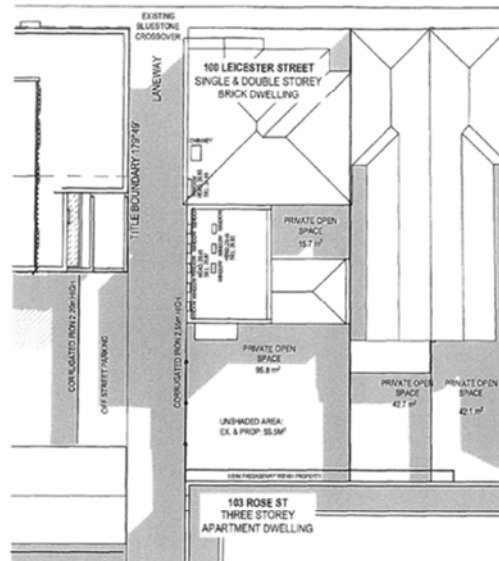 EXISTING
BLUESTONE
CROSSOVER
LANEWAY
100 LEICESTER STREET
SINGLE & DOUBLE STOREY
BRICK DWELLING
CHIMNEY
TITLE BOUNDARY 179°49'
PRIVATE OPEN
SPACE
15.7 m²
CORRUGATED IRON 2.20m HIGH
OFF STREET PARKING
CORRUGATED IRON 2.55m HIGH
PRIVATE OPEN
SPACE
95.8 m²
PRIVATE OPEN
SPACE
42.7 m²
PRIVATE OPEN
SPACE
42.1 m²
UNSHADED AREA:
EX. & PROP: 55.5M²
103 ROSE ST
THREE STOREY
APARTMENT DWELLING